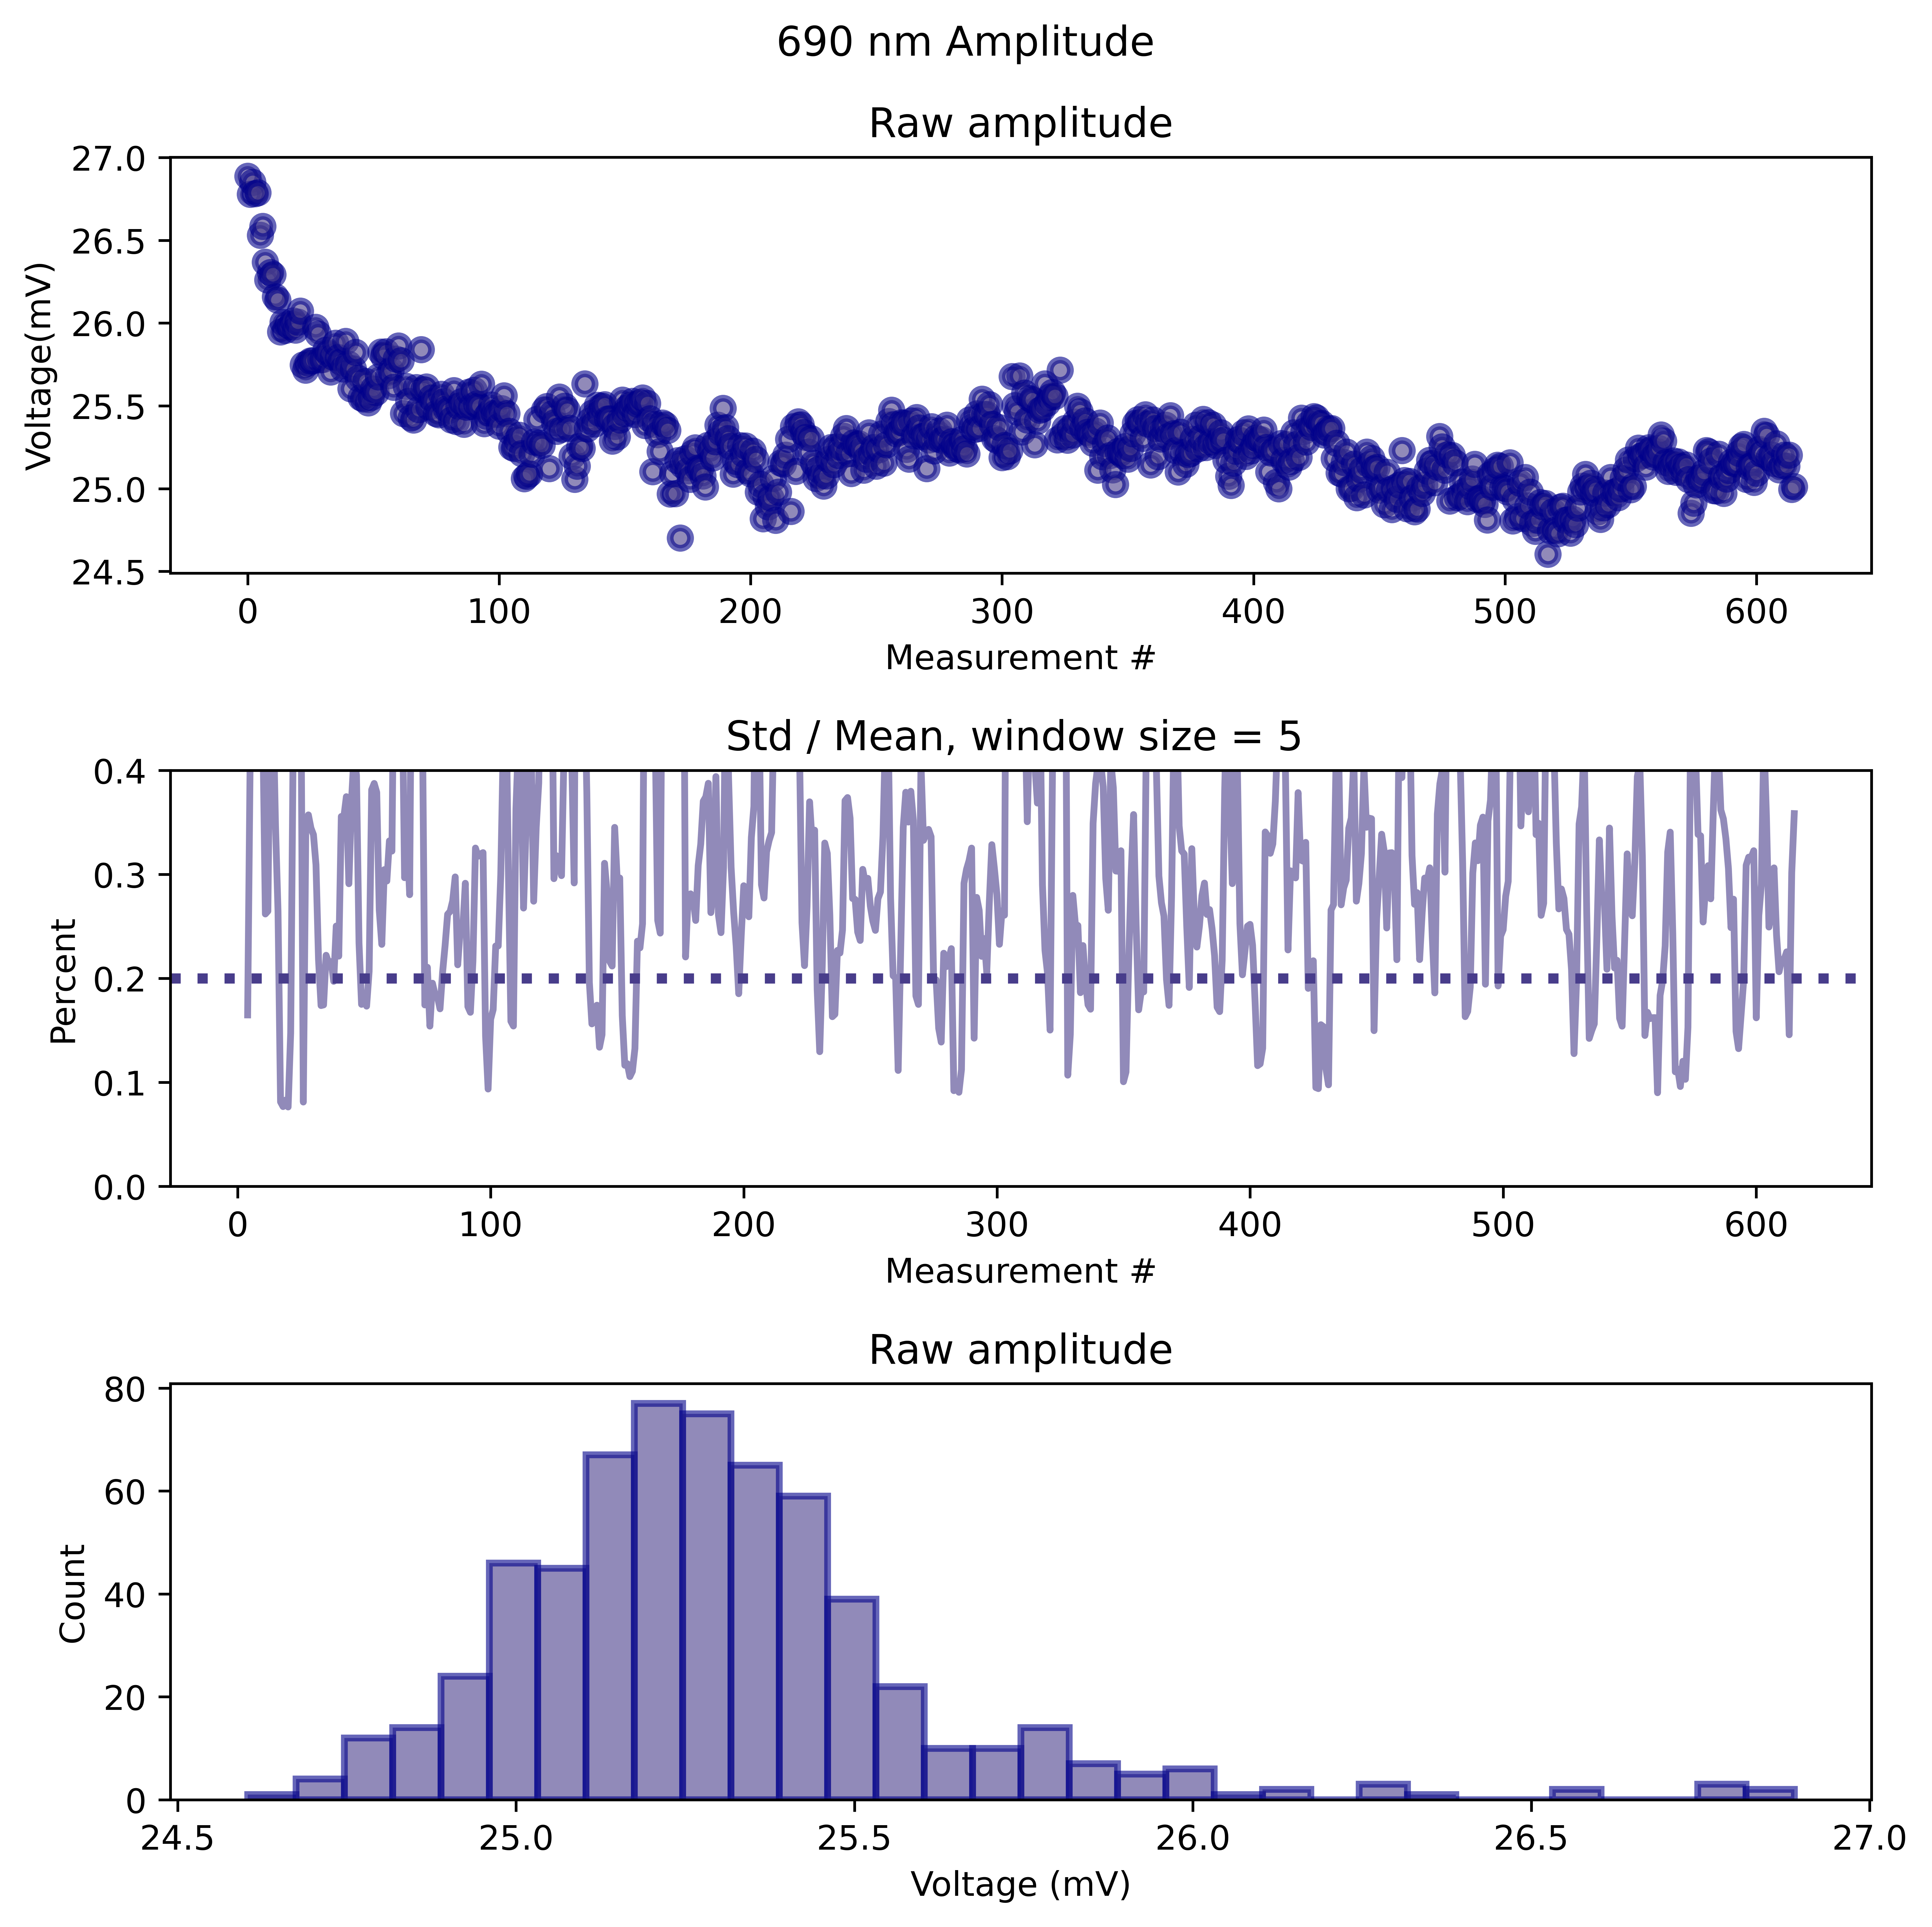 690 nm Amplitude
Raw amplitude
Voltage(mV)
27.0
26.5
26.0
25.5
25.0
24.5
0 100 200 300 400 500 600
Measurement #
Std / Mean, window size = 5
Percent
0.4
0.3
0.2
0.1
0.0
0 100 200 300 400 500 600
Measurement #
Raw amplitude
Count
80
60
40
20
0
24.5 25.0 25.5 26.0 26.5 27.0
Voltage (mV)